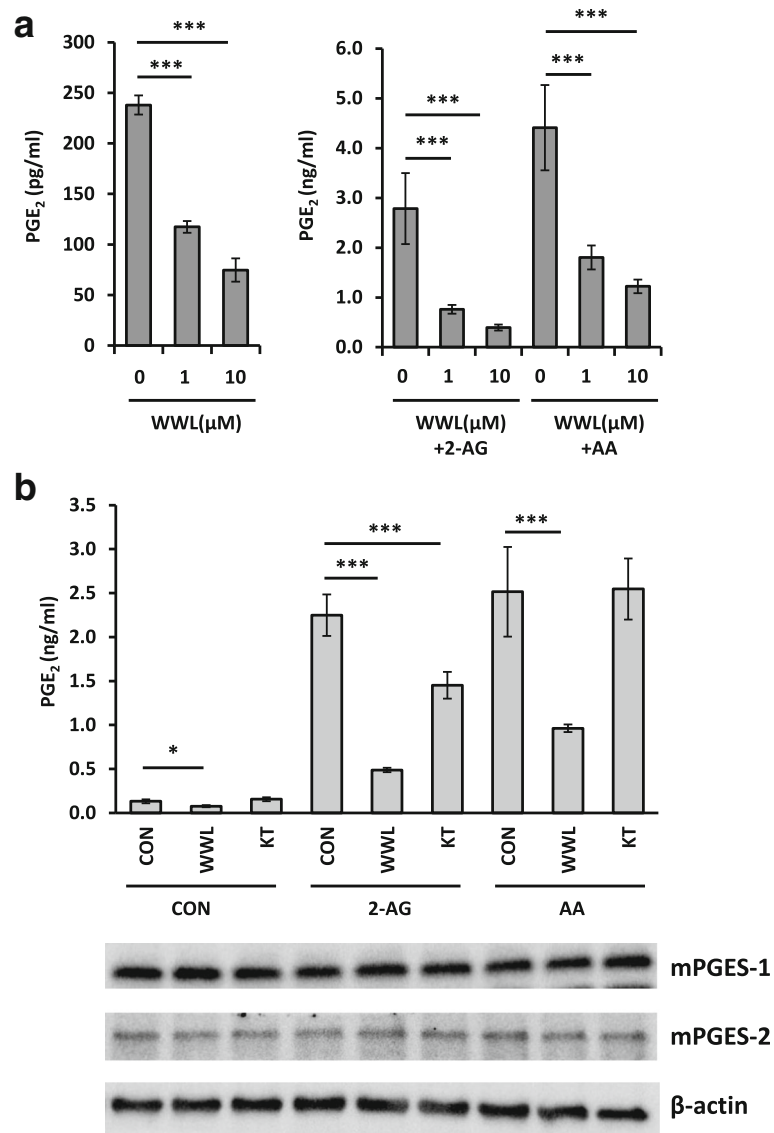 a
*** *** *** *** *** ***
PGE2 (pg/ml)
300
250
200
150
100
50
0
0 1 10
WWL(µM)
PGE2 (ng/ml)
6.0
5.0
4.0
3.0
2.0
1.0
0.0
0 1 10 0 1 10
WWL(µM) WWL(µM)
+2-AG +AA
b
PGE2 (ng/ml)
3.5
3.0
2.5
2.0
1.5
1.0
0.5
0.0
* *** *** ***
CON WWL KT CON WWL KT CON WWL KT
CON 2-AG AA
mPGES-1
mPGES-2
β-actin